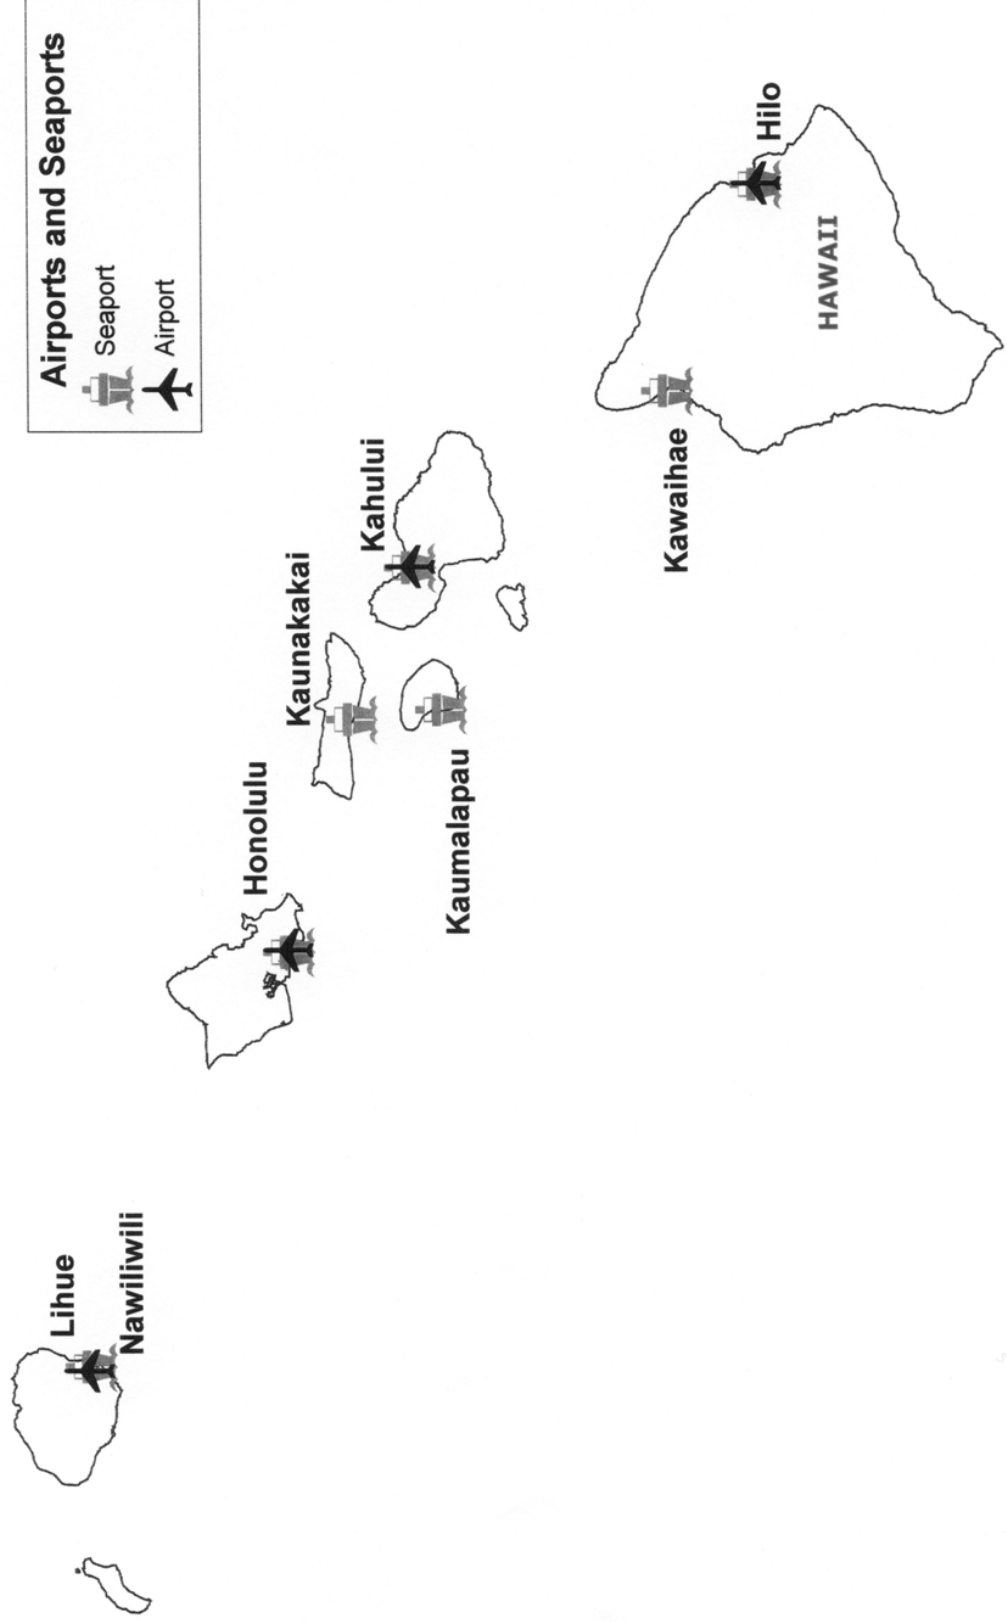 Airports and Seaports
Seaport
Airport
Lihue
Nawiliwili
Honolulu
Kaunakakai
Kahului
Kaumalapau
Kawaihae
Hilo
HAWAII